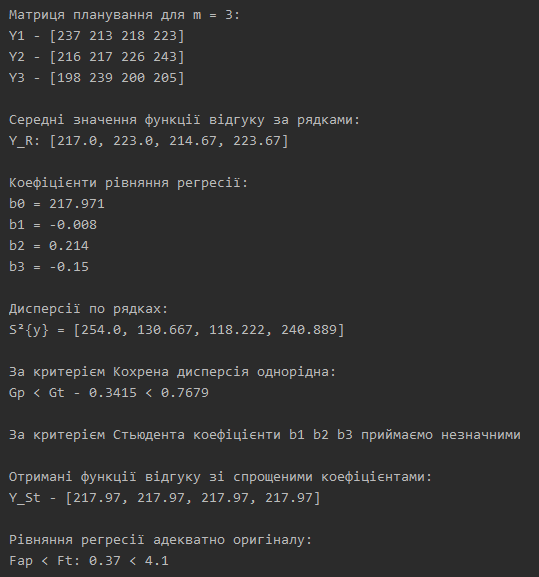 Матриця планування для m = 3:
Y1 - [237 213 218 223]
Y2 - [216 217 226 243]
Y3 - [198 239 200 205]
Середні значення функції відгуку за рядками:
Y_R: [217.0, 223.0, 214.67, 223.67]
Коефіцієнти рівняння регресії:
b0 = 217.971
b1 = -0.008
b2 = 0.214
b3 = -0.15
Дисперсії по рядках:
S²{y} = [254.0, 130.667, 118.222, 240.889]
За критерієм Кохрена дисперсія однорідна:
Gp < Gt - 0.3415 < 0.7679
За критерієм Стьюдента коефіцієнти b1 b2 b3 приймаємо незначними
Отримані функції відгуку зі спрощеними коефіцієнтами:
Y_St - [217.97, 217.97, 217.97, 217.97]
Рівняння регресії адекватно оригіналу:
Fap < Ft: 0.37 < 4.1